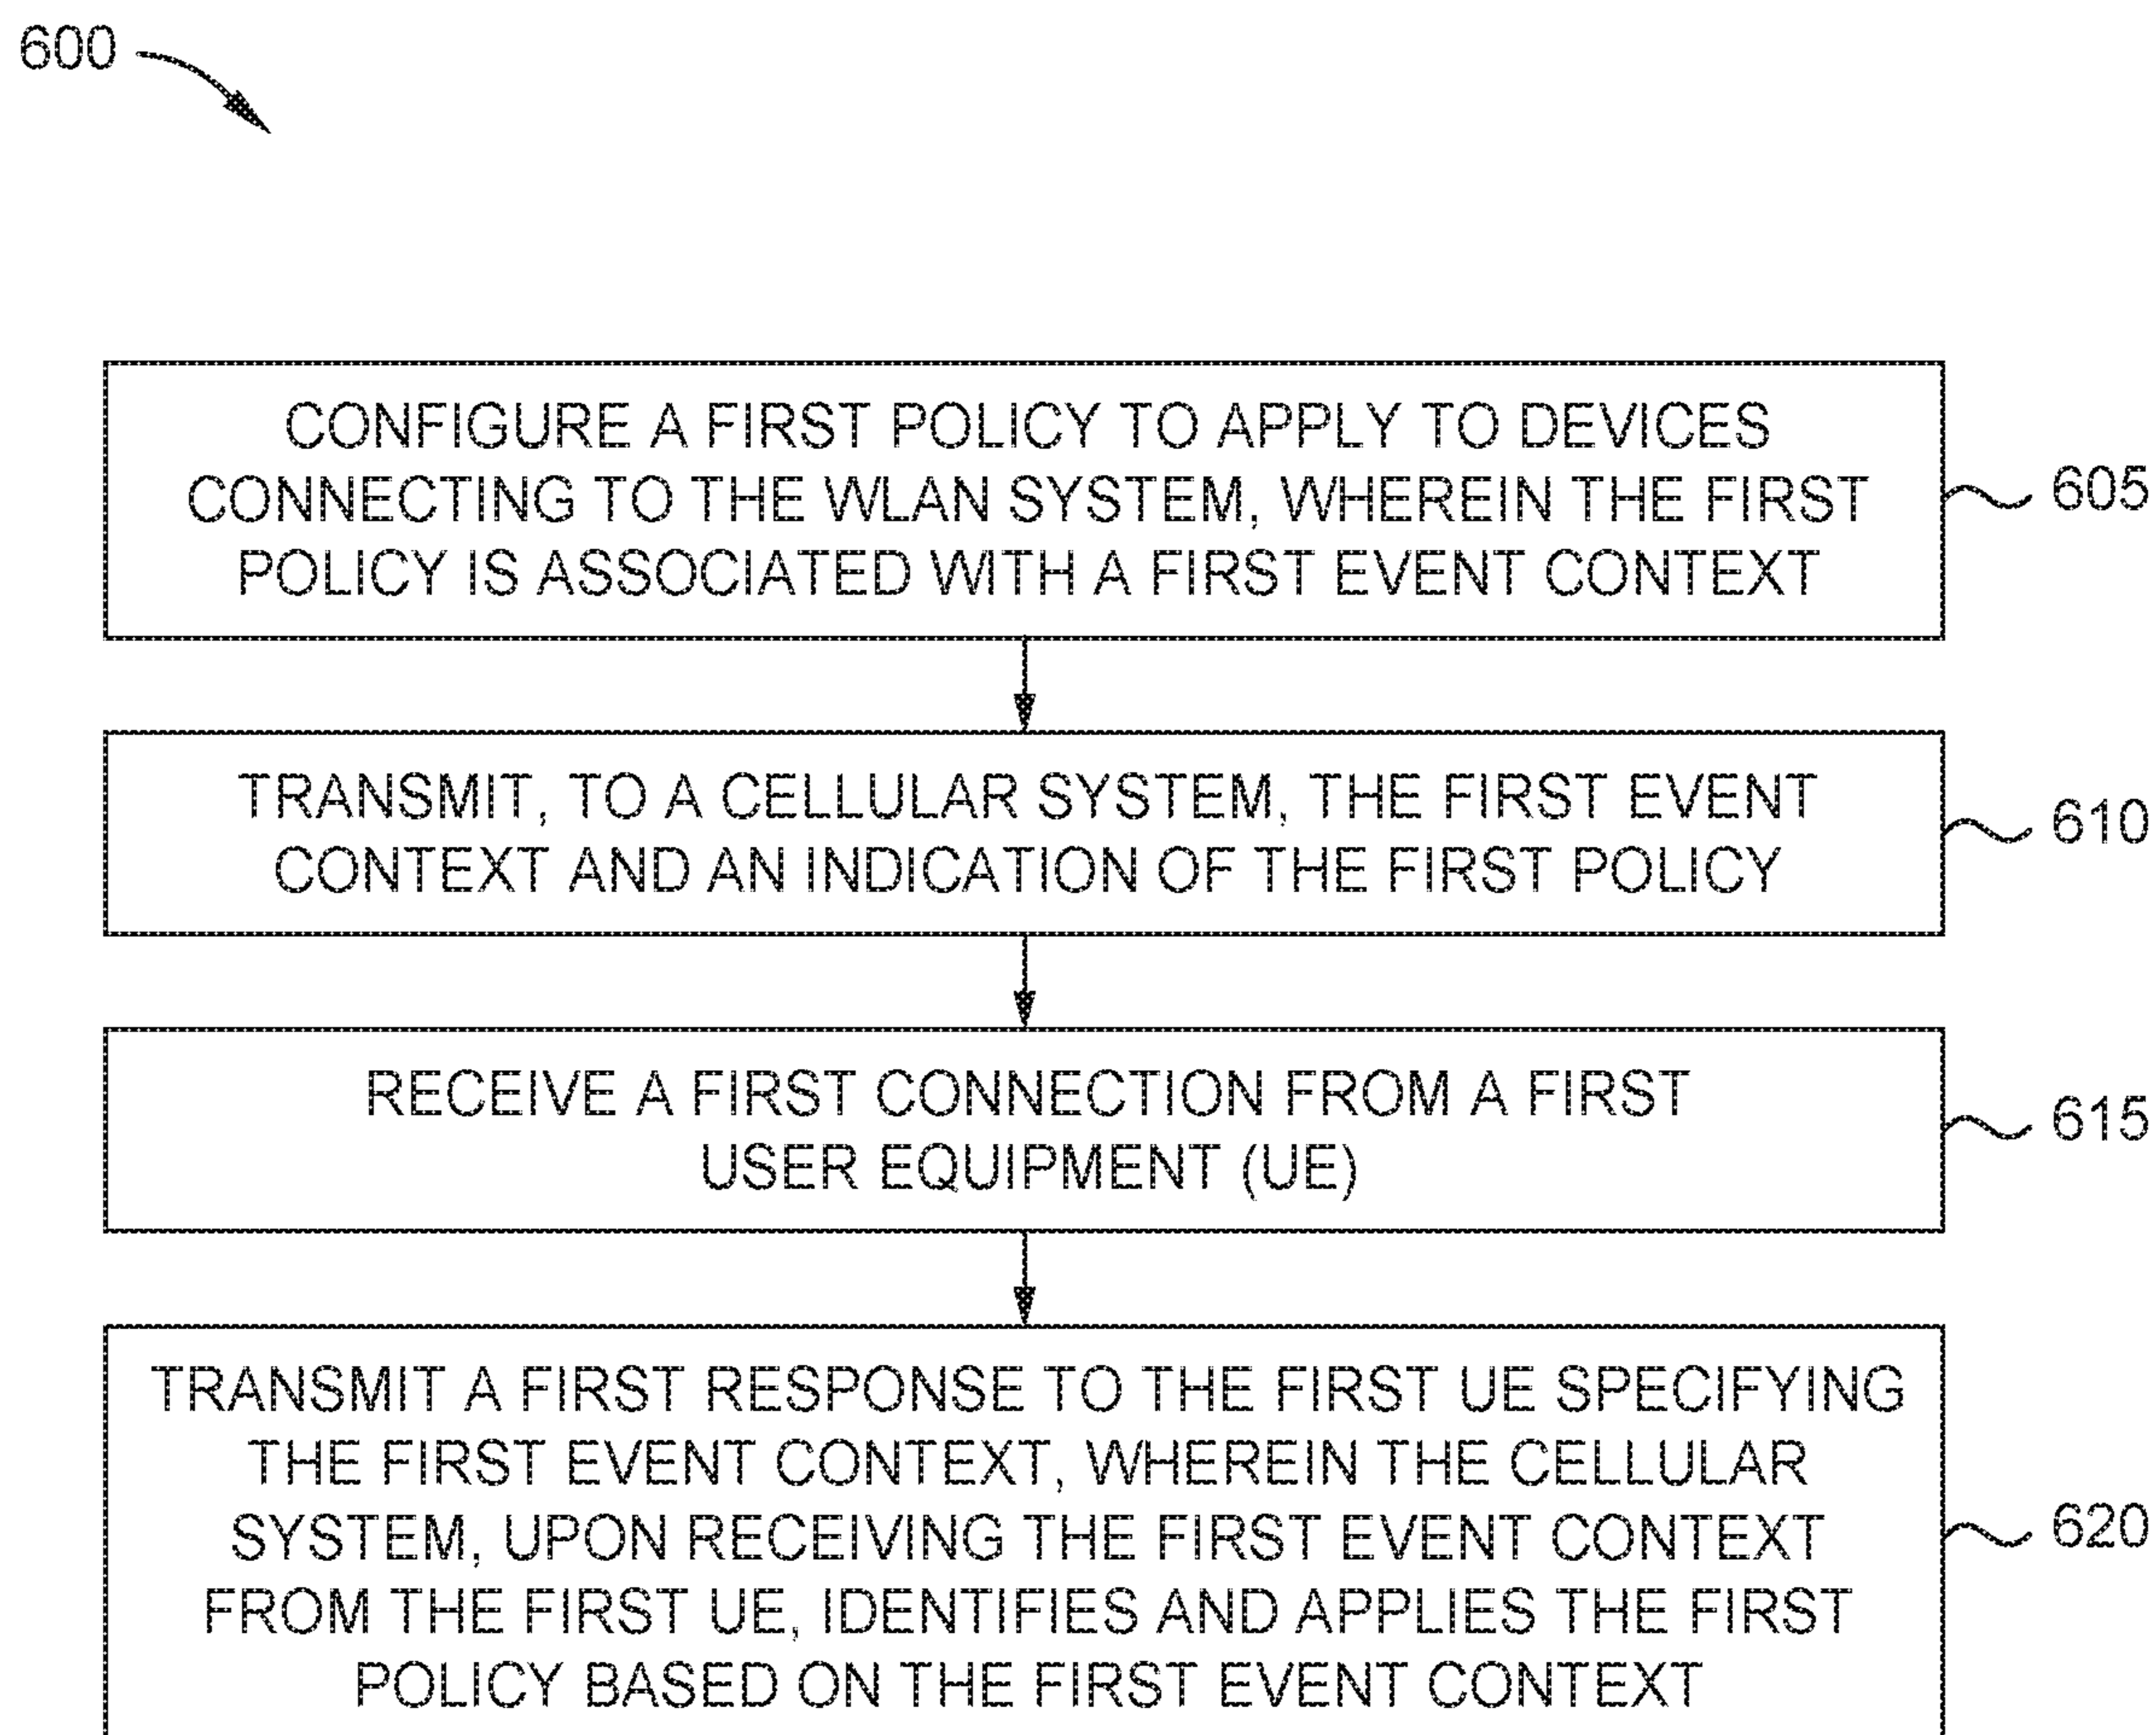 600
CONFIGURE A FIRST POLICY TO APPLY TO DEVICES
CONNECTING TO THE WLAN SYSTEM, WHEREIN THE FIRST
POLICY IS ASSOCIATED WITH A FIRST EVENT CONTEXT
605
TRANSMIT, TO A CELLULAR SYSTEM, THE FIRST EVENT
CONTEXT AND AN INDICATION OF THE FIRST POLICY
610
RECEIVE A FIRST CONNECTION FROM A FIRST
USER EQUIPMENT (UE)
615
TRANSMIT A FIRST RESPONSE TO THE FIRST UE SPECIFYING
THE FIRST EVENT CONTEXT, WHEREIN THE CELLULAR
SYSTEM, UPON RECEIVING THE FIRST EVENT CONTEXT
FROM THE FIRST UE, IDENTIFIES AND APPLIES THE FIRST
POLICY BASED ON THE FIRST EVENT CONTEXT
620